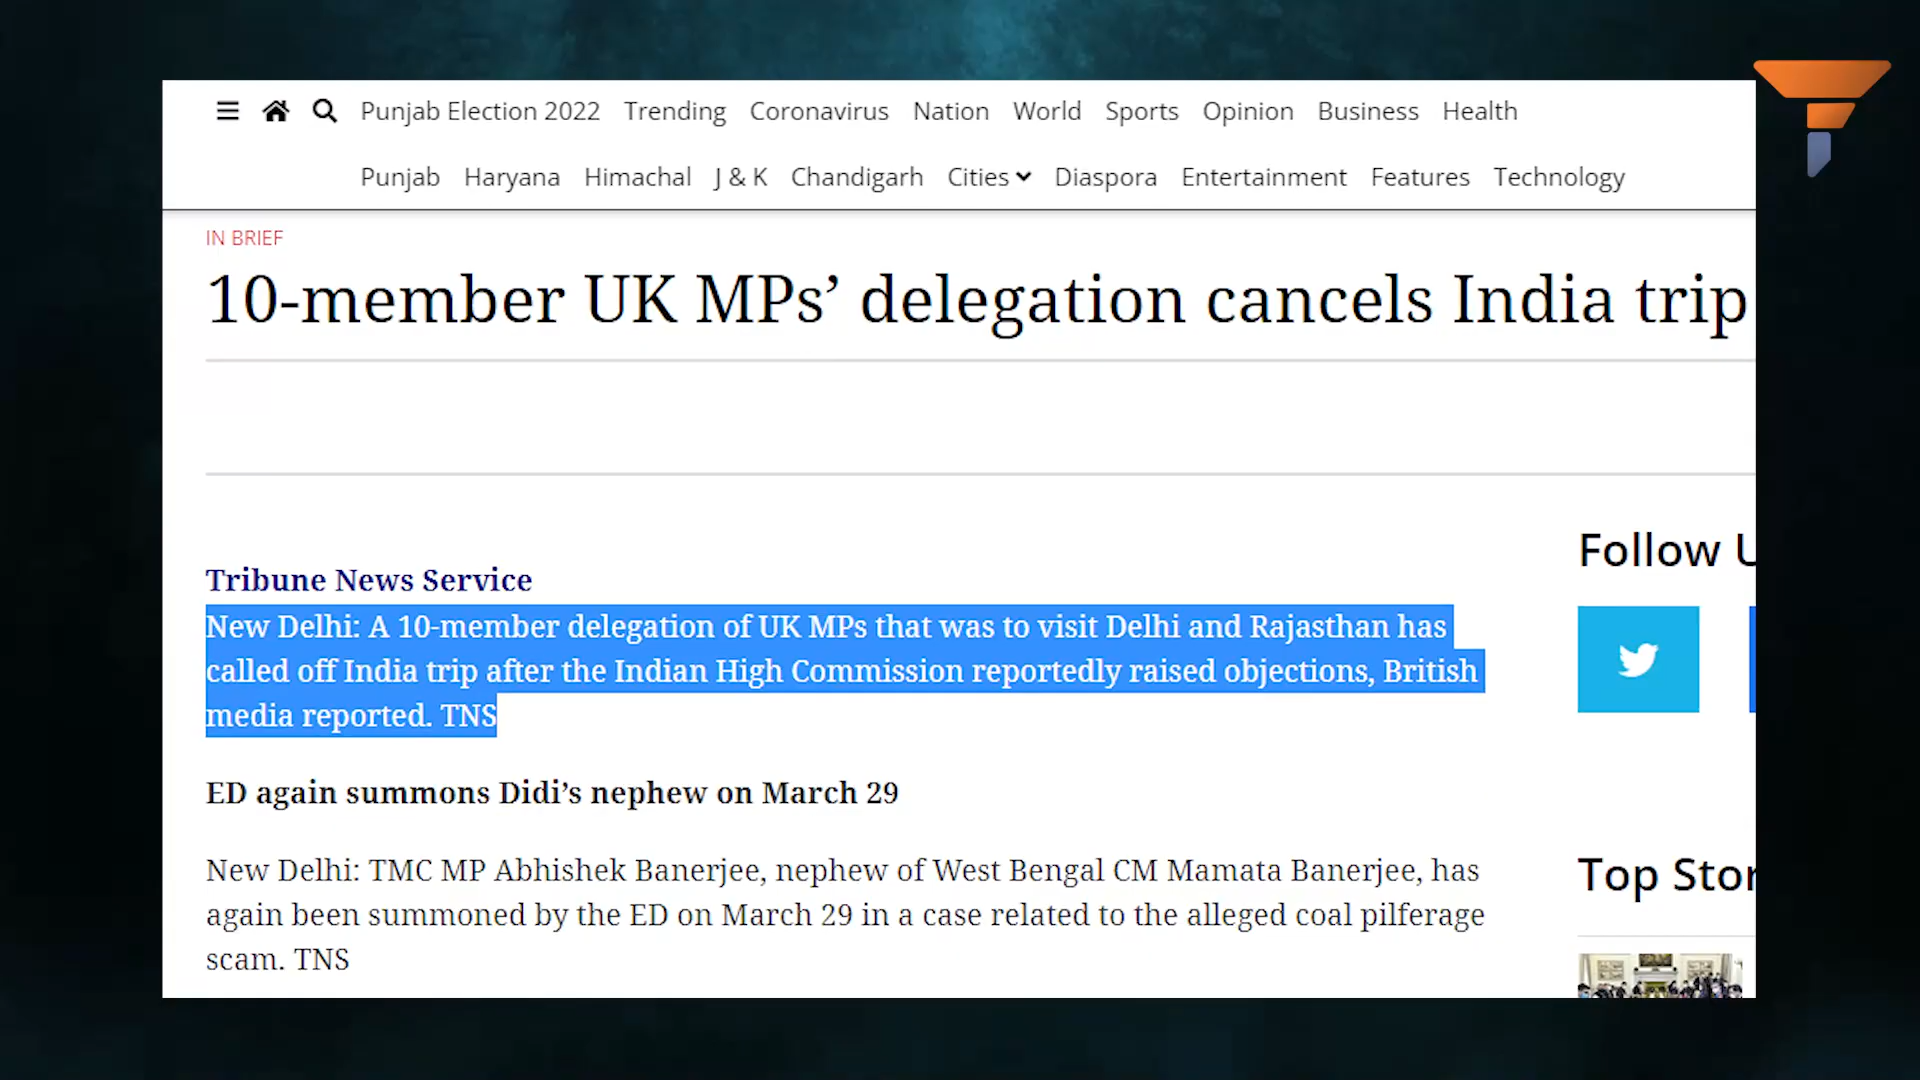 Punjab Election 2022 Trending Coronavirus Nation World Sports Opinion Business Health
Punjab Haryana Himachal J & K Chandigarh Cities Diaspora Entertainment Features Technology
IN BRIEF
10-member UK MPs’ delegation cancels India trip
Follow U
Tribune News Service
New Delhi: A 10-member delegation of UK MPs that was to visit Delhi and Rajasthan has
called off India trip after the Indian High Commission reportedly raised objections, British
media reported. TNS
ED again summons Didi’s nephew on March 29
New Delhi: TMC MP Abhishek Banerjee, nephew of West Bengal CM Mamata Banerjee, has
again been summoned by the ED on March 29 in a case related to the alleged coal pilferage
scam. TNS
Top Stor